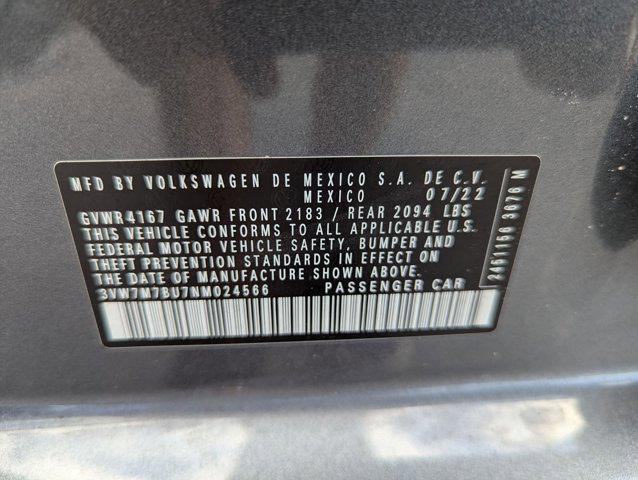 MFD BY VOLKSWAGEN DE MEXICO S.A. DE C.V.
MEXICO 07/22
GVWR 4167 GAWR FRONT 2183 / REAR 2094 LBS
THIS VEHICLE CONFORMS TO ALL APPLICABLE U.S.
FEDERAL MOTOR VEHICLE SAFETY, BUMPER AND
THEFT PREVENTION STANDARDS IN EFFECT ON
THE DATE OF MANUFACTURE SHOWN ABOVE.
3VW7M7BU7NM024566 PASSENGER CAR
2461166 3676 M